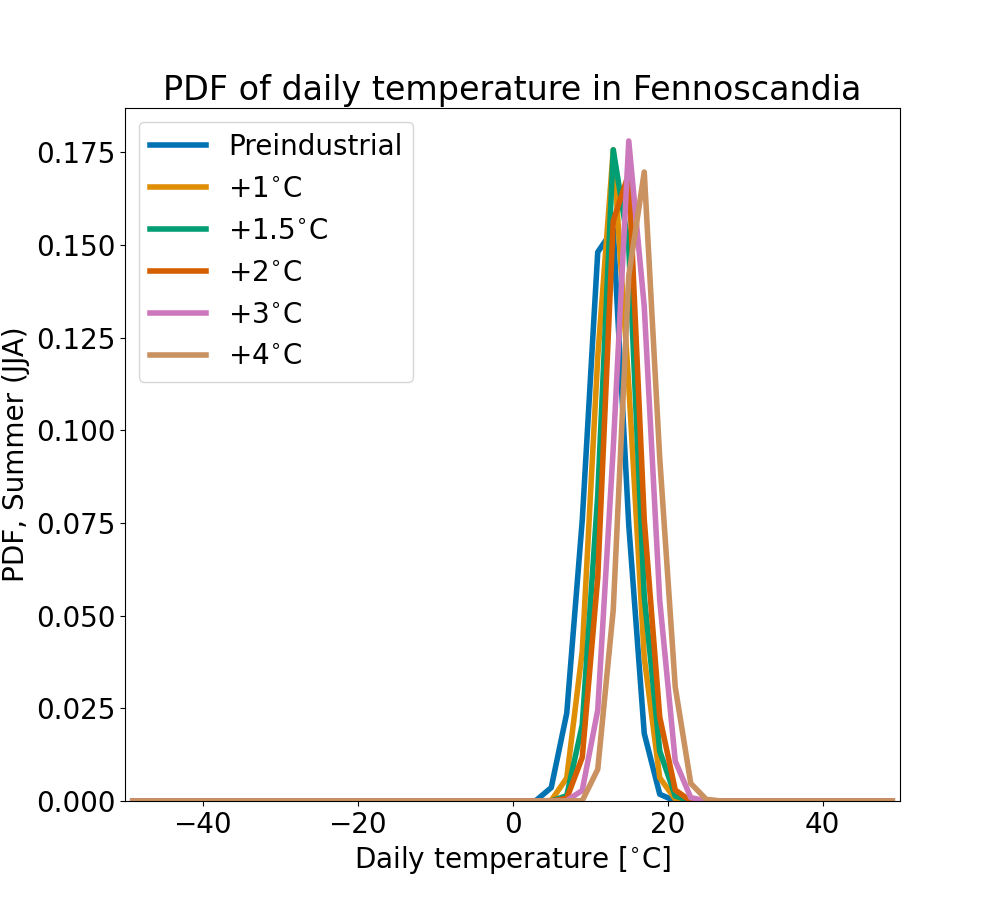 PDF of daily temperature in Fennoscandia
Preindustrial
+1°C
+1.5°C
+2°C
+3°C
+4°C
PDF, Summer (JJA)
0.175
0.150
0.125
0.100
0.075
0.050
0.025
0.000
−40 −20 0 20 40
Daily temperature [°C]